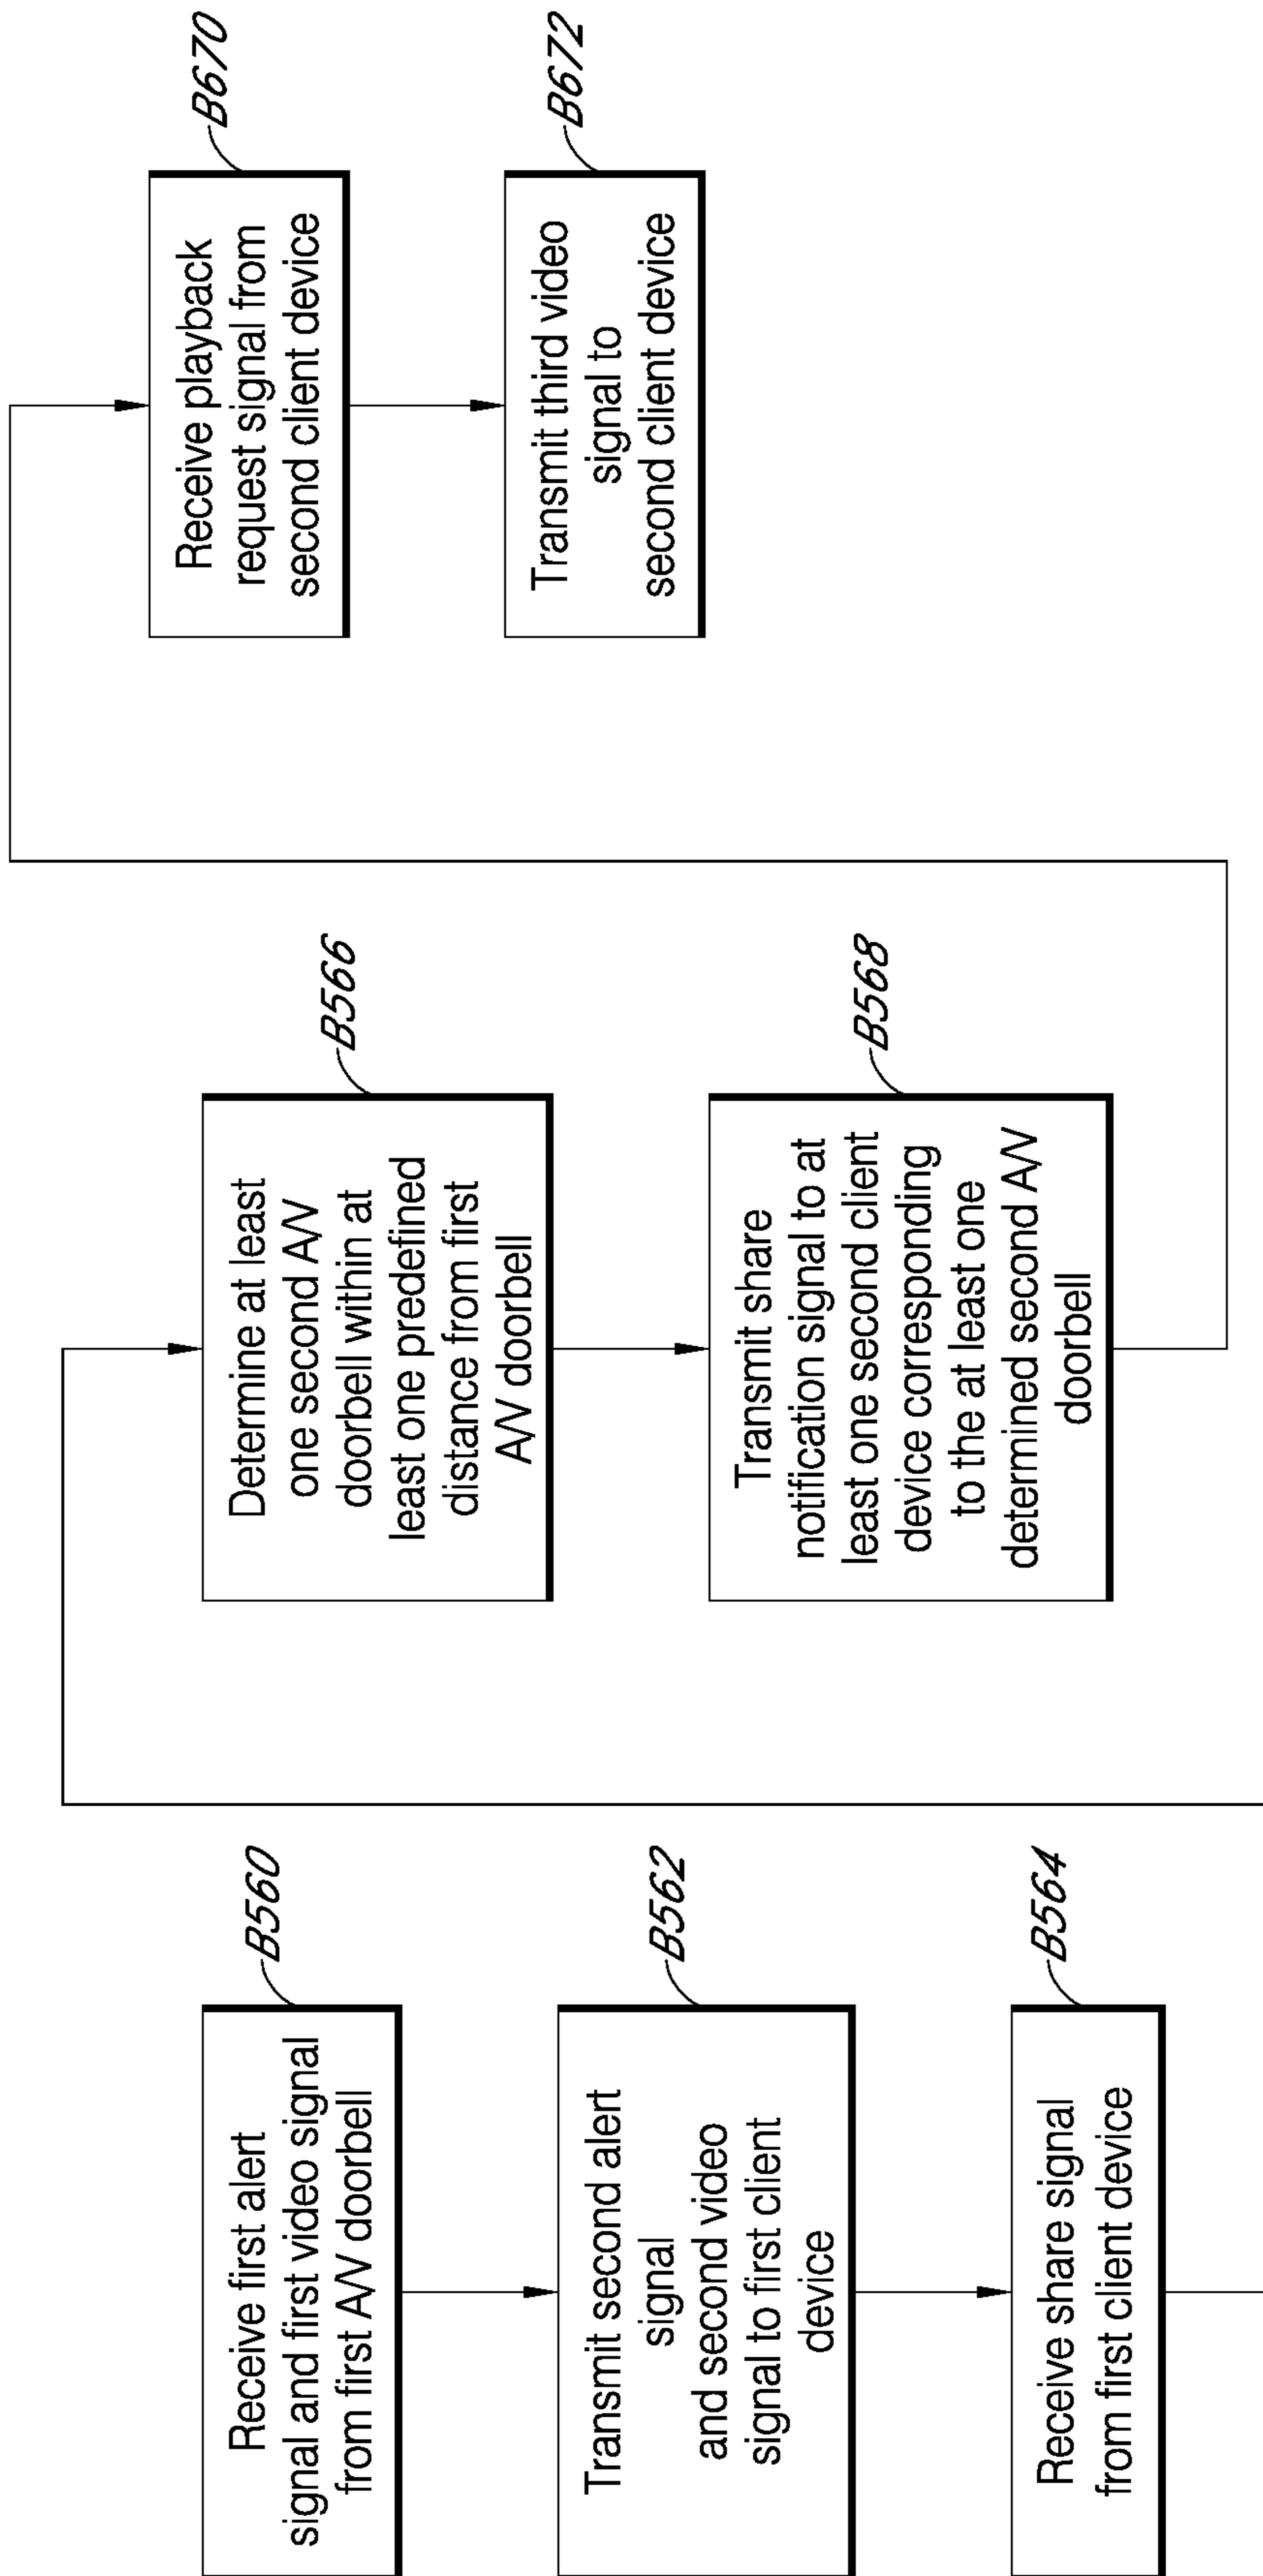 Receive first alert
signal and first video signal
from first A/V doorbell
B560
Transmit second alert
signal
and second video
signal to first client
device
B562
Receive share signal
from first client device
B564
Determine at least
one second A/V
doorbell within at
least one predefined
distance from first
A/V doorbell
B566
Transmit share
notification signal to at
least one second client
device corresponding
to the at least one
determined second A/V
doorbell
B568
Receive playback
request signal from
second client device
B670
Transmit third video
signal to
second client device
B672